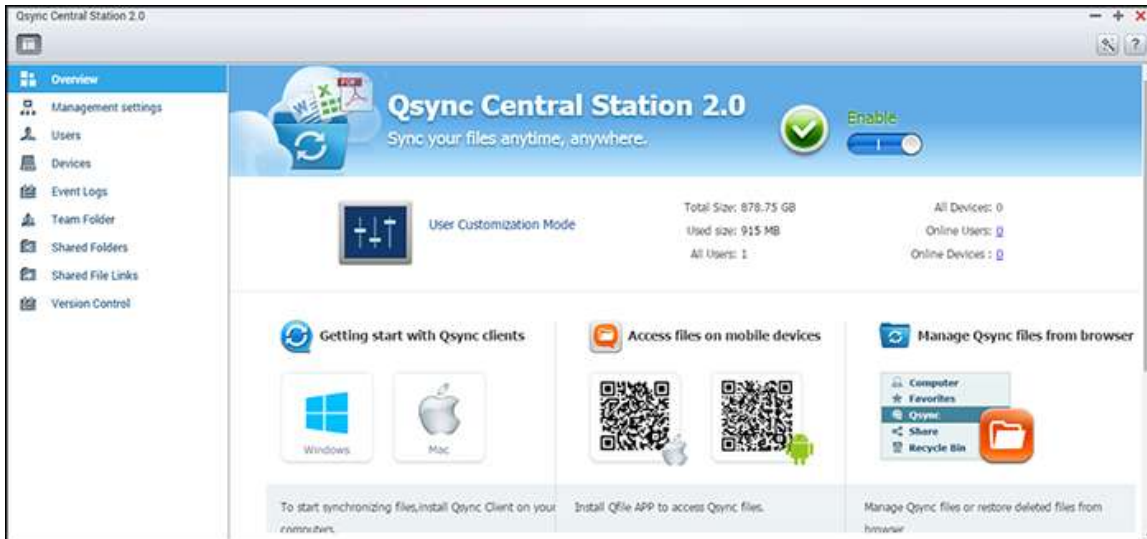 Qsync Central Station 2.0
Overview
Management settings
Users
Devices
Event Logs
Team Folder
Shared Folders
Shared File Links
Version Control
Qsync Central Station 2.0
Sync your files anytime, anywhere.
Enable
User Customization Mode
Total Size: 878.75 GB
Used size: 915 MB
All Users: 1
All Devices: 0
Online Users: 0
Online Devices : 0
Getting start with Qsync clients
Windows
Mac
To start synchronizing files,install Qsync Client on your
computers.
Access files on mobile devices
Install Qfile APP to access Qsync files.
Manage Qsync files from browser
Computer
Favorites
Qsync
Share
Recycle Bin
Manage Qsync files or restore deleted files from
browser